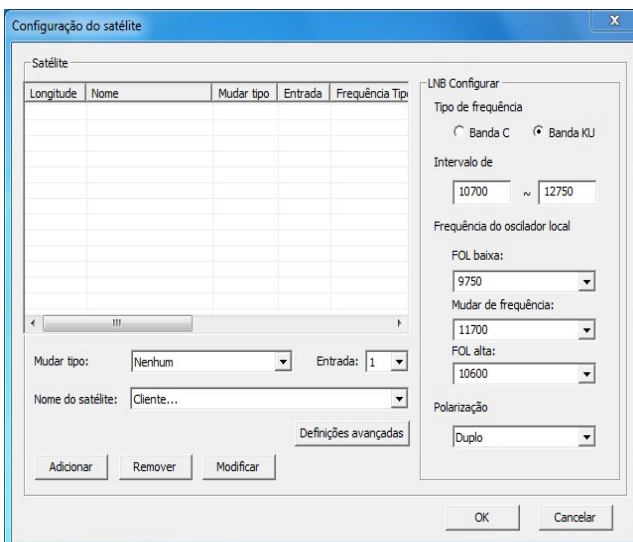 Configuração do satélite
x
Satélite
Longitude Nome Mudar tipo Entrada Frequência Tipo
Mudar tipo: Nenhum Entrada: 1
Nome do satélite: Cliente...
Definições avançadas
Adicionar Remover Modificar
LNB Configurar
Tipo de frequência
Banda C Banda KU
Intervalo de
10700 ~ 12750
Frequência do oscilador local
FOL baixa:
9750
Mudar de frequência:
11700
FOL alta:
10600
Polarização
Duplo
OK Cancelar